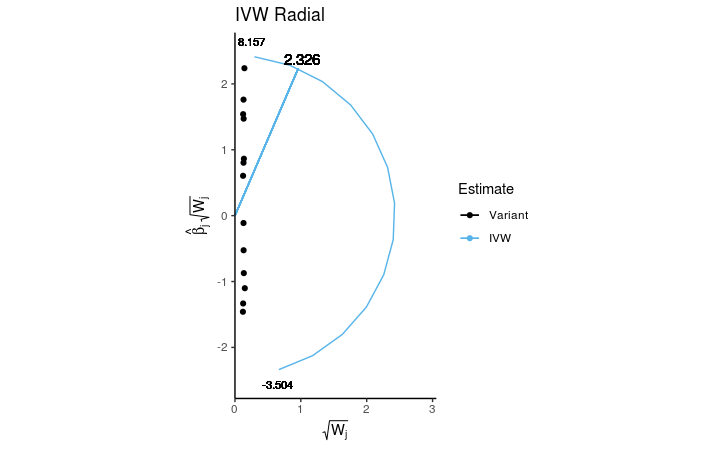 IVW Radial
8.157
2.326
2
1
0
-1
-2
-3.504
0 1 2 3
√Wⱼ
β̂ⱼ√Wⱼ
Estimate
Variant
IVW